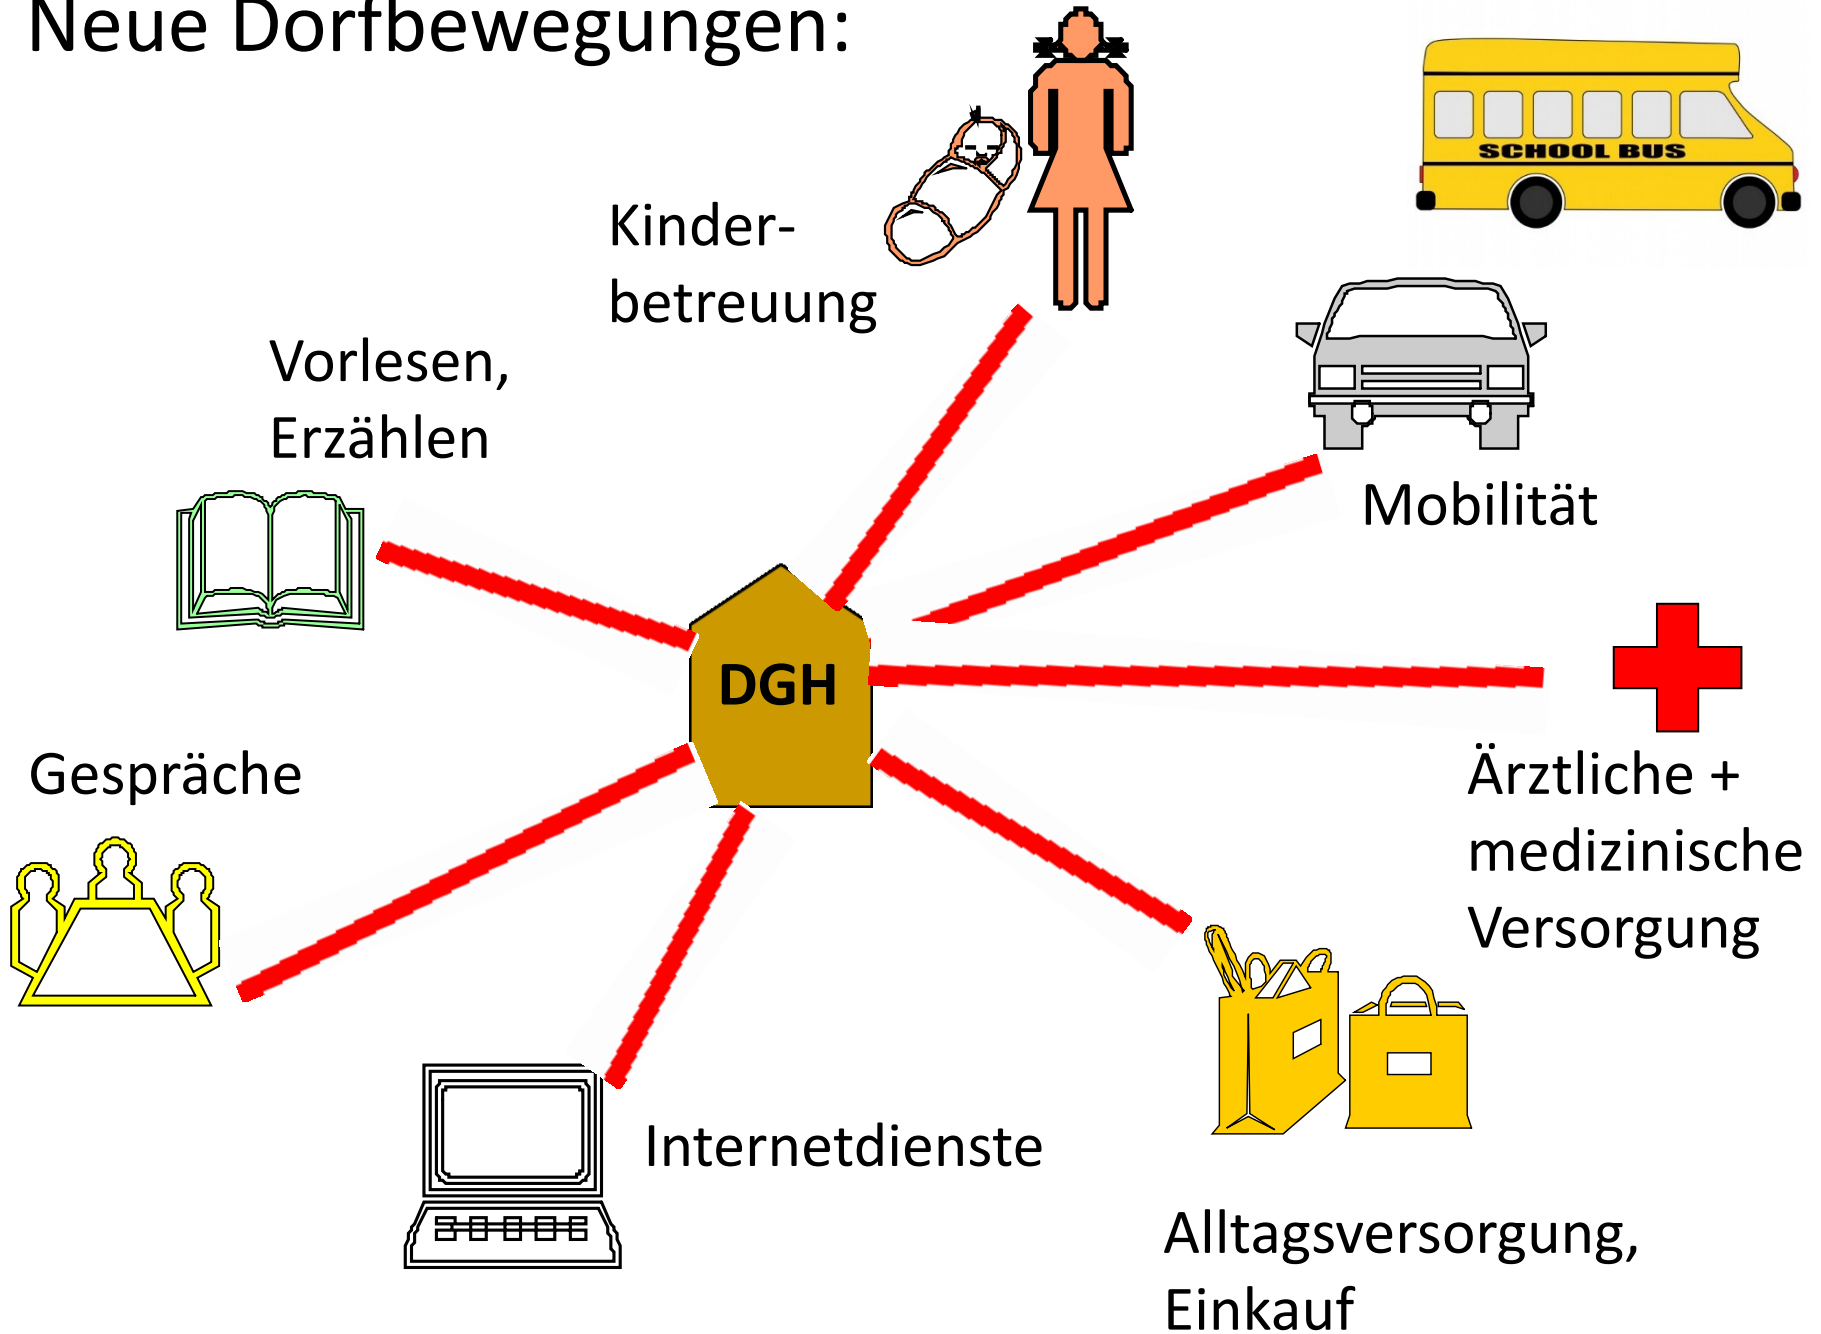 Neue Dorfbewegungen:
SCHOOL BUS
Kinder-
betreuung
Vorlesen,
Erzählen
Mobilität
DGH
Gespräche
Ärztliche +
medizinische
Versorgung
Internetdienste
Alltagsversorgung,
Einkauf